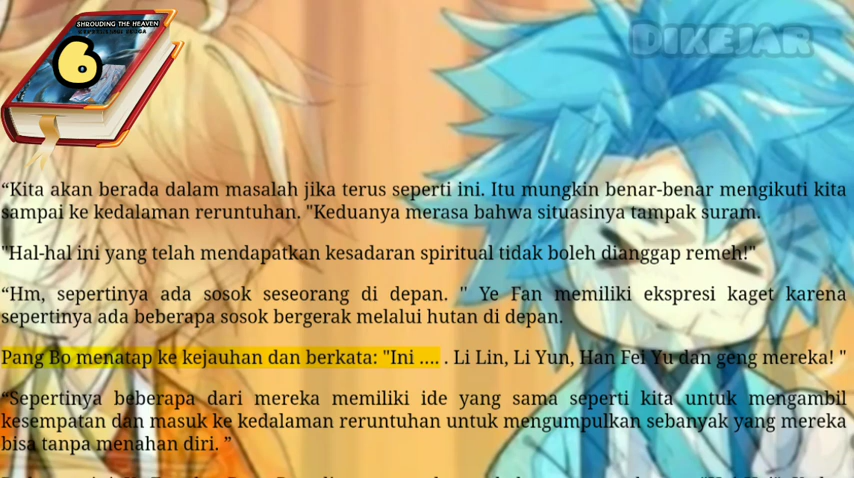 SHROUDING THE HEAVEN
6
DIKEJAR
“Kita akan berada dalam masalah jika terus seperti ini. Itu mungkin benar-benar mengikuti kita
sampai ke kedalaman reruntuhan. "Keduanya merasa bahwa situasinya tampak suram.
"Hal-hal ini yang telah mendapatkan kesadaran spiritual tidak boleh dianggap remeh!"
“Hm, sepertinya ada sosok seseorang di depan. " Ye Fan memiliki ekspresi kaget karena
sepertinya ada beberapa sosok bergerak melalui hutan di depan.
Pang Bo menatap ke kejauhan dan berkata: "Ini .... . Li Lin, Li Yun, Han Fei Yu dan geng mereka! "
“Sepertinya beberapa dari mereka memiliki ide yang sama seperti kita untuk mengambil
kesempatan dan masuk ke kedalaman reruntuhan untuk mengumpulkan sebanyak yang mereka
bisa tanpa menahan diri. ”